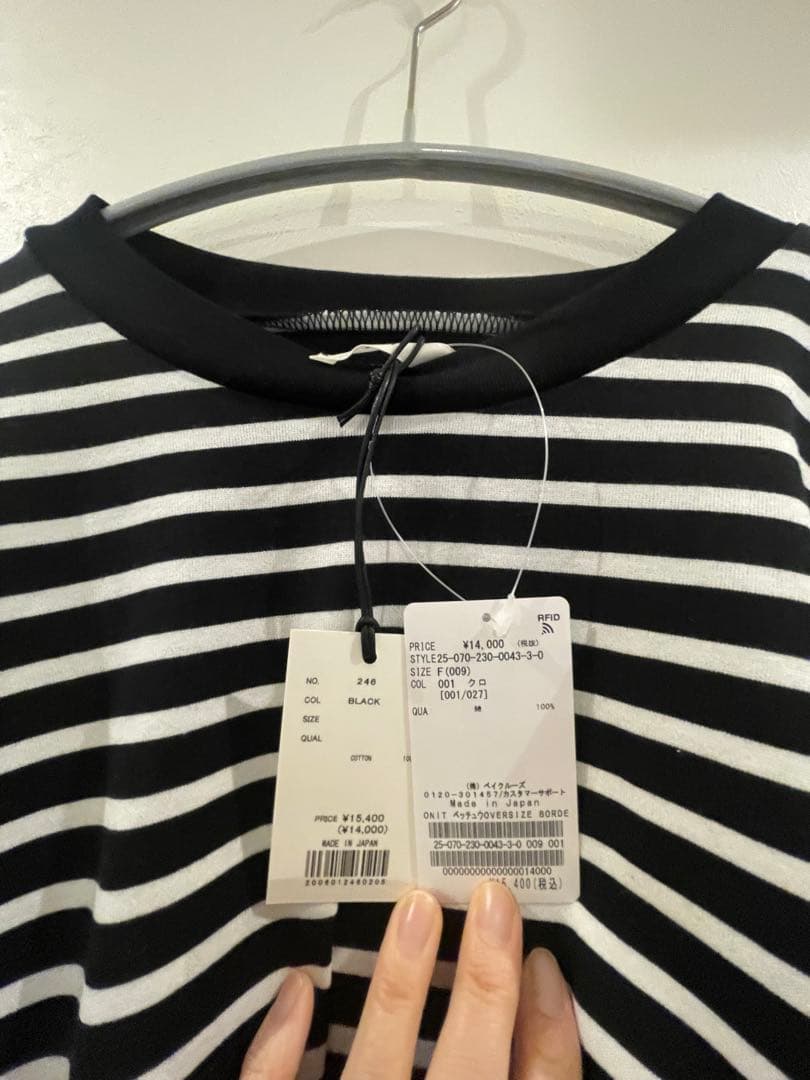 NO. 246
COL BLACK
SIZE
QUAL
COTTON
PRICE ¥15,400
(¥14,000)
MADE IN JAPAN
2006012460205
RFID
PRICE ¥14,000 (税抜)
STYLE25-070-230-0043-3-0
SIZE F(009)
COL 001 クロ
[001/027]
QUA 綿 100%
(株)ベイクルーズ
0120-301457/カスタマーサポート
Made in Japan
ONIT ベッチュウOVERSIZE BORDE
25-070-230-0043-3-0 009 001
00000000000000014000
15,400(税込)